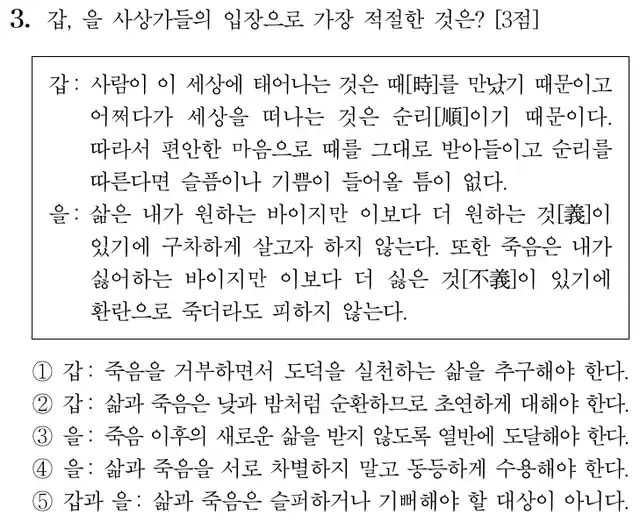 3. 갑, 을 사상가들의 입장으로 가장 적절한 것은? [3점]
갑 : 사람이 이 세상에 태어나는 것은 때[時]를 만났기 때문이고
어쩌다가 세상을 떠나는 것은 순리[順]이기 때문이다.
따라서 편안한 마음으로 때를 그대로 받아들이고 순리를
따른다면 슬픔이나 기쁨이 들어올 틈이 없다.
을 : 삶은 내가 원하는 바이지만 이보다 더 원하는 것[義]이
있기에 구차하게 살고자 하지 않는다. 또한 죽음은 내가
싫어하는 바이지만 이보다 더 싫은 것[不義]이 있기에
환란으로 죽더라도 피하지 않는다.
① 갑 : 죽음을 거부하면서 도덕을 실천하는 삶을 추구해야 한다.
② 갑 : 삶과 죽음은 낮과 밤처럼 순환하므로 초연하게 대해야 한다.
③ 을 : 죽음 이후의 새로운 삶을 받지 않도록 열반에 도달해야 한다.
④ 을 : 삶과 죽음을 서로 차별하지 말고 동등하게 수용해야 한다.
⑤ 갑과 을 : 삶과 죽음은 슬퍼하거나 기뻐해야 할 대상이 아니다.